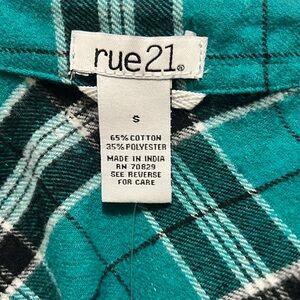 rue21®
S
65% COTTON
35% POLYESTER
MADE IN INDIA
RN 70829
SEE REVERSE
FOR CARE